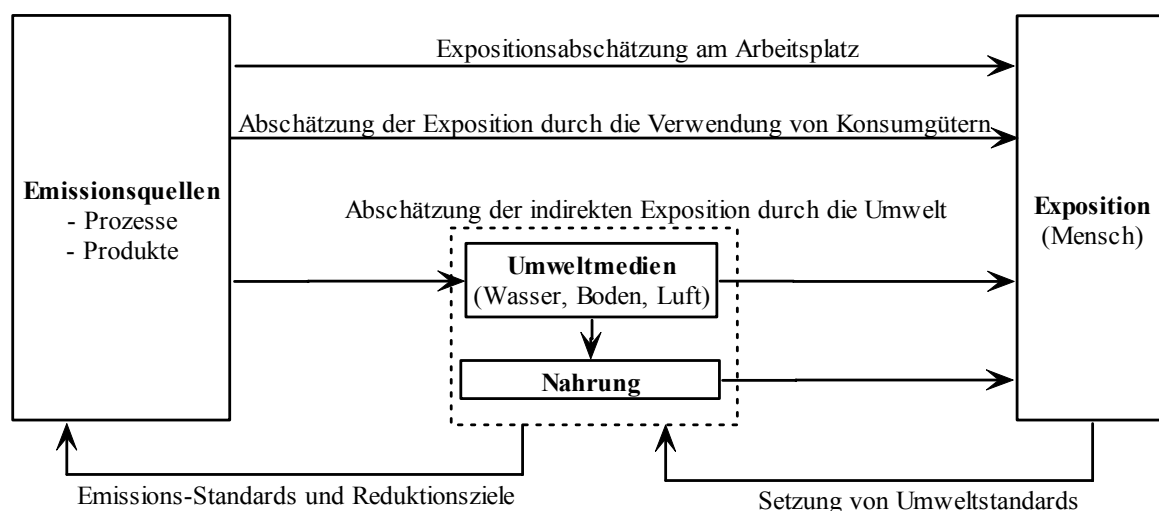 Expositionsabschätzung am Arbeitsplatz
Abschätzung der Exposition durch die Verwendung von Konsumgütern
Emissionsquellen
- Prozesse
- Produkte
Abschätzung der indirekten Exposition durch die Umwelt
Umweltmedien
(Wasser, Boden, Luft)
Nahrung
Exposition
(Mensch)
Emissions-Standards und Reduktionsziele
Setzung von Umweltstandards